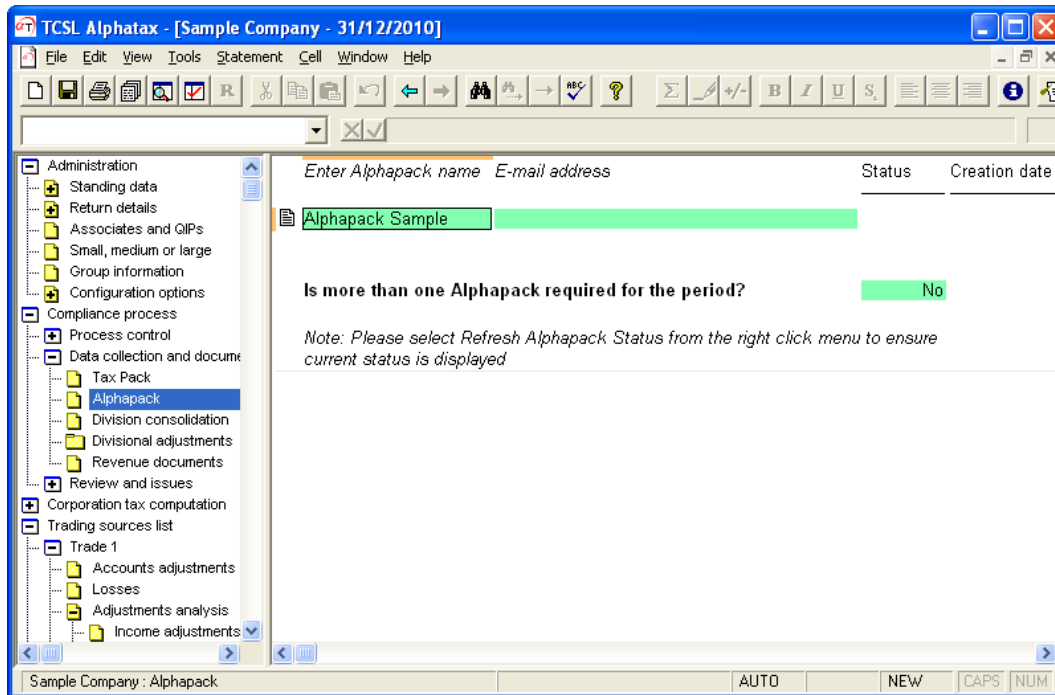 TCSL Alphatax - [Sample Company - 31/12/2010]
File Edit View Tools Statement Cell Window Help
R ABC ? Σ +/- B I U S.
Administration
Standing data
Return details
Associates and QIPs
Small, medium or large
Group information
Configuration options
Compliance process
Process control
Data collection and docume
Tax Pack
Alphapack
Division consolidation
Divisional adjustments
Revenue documents
Review and issues
Corporation tax computation
Trading sources list
Trade 1
Accounts adjustments
Losses
Adjustments analysis
Income adjustments
Enter Alphapack name E-mail address Status Creation date
Alphapack Sample
Is more than one Alphapack required for the period? No
Note: Please select Refresh Alphapack Status from the right click menu to ensure
current status is displayed
Sample Company : Alphapack AUTO NEW CAPS NUM